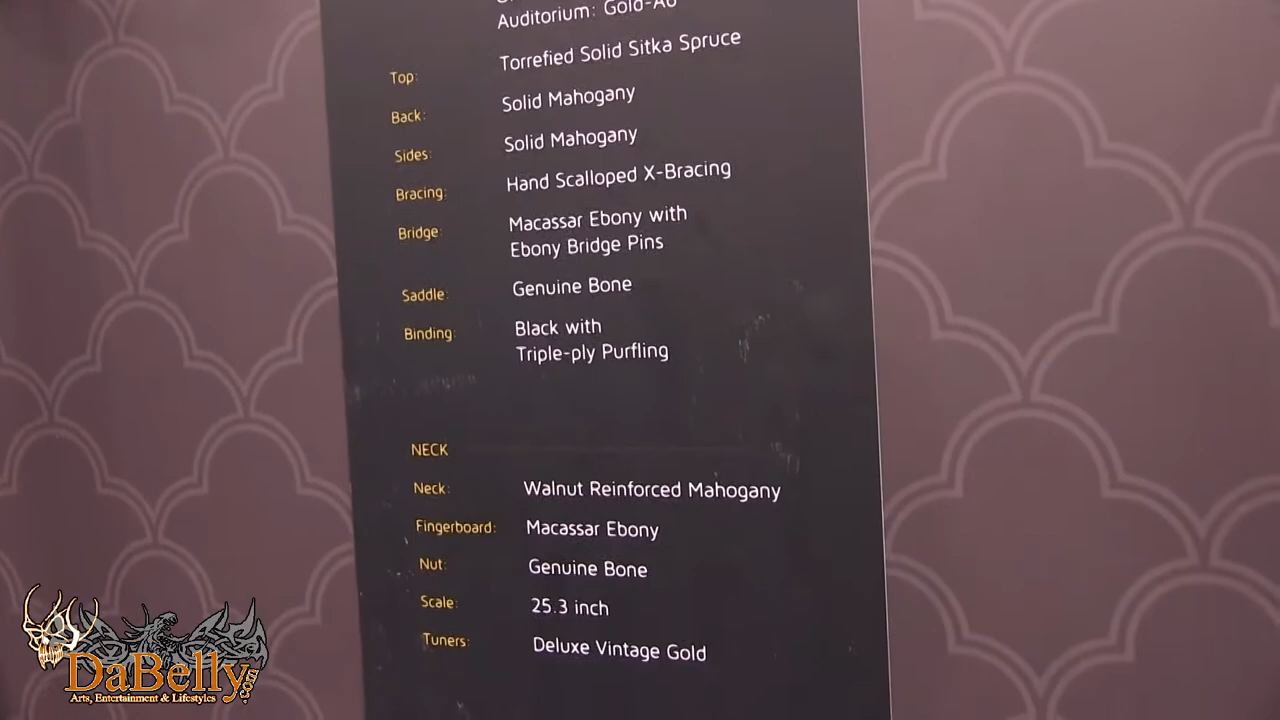 Auditorium: Gold-A6
Top: Torrefied Solid Sitka Spruce
Back: Solid Mahogany
Sides: Solid Mahogany
Bracing: Hand Scalloped X-Bracing
Bridge: Macassar Ebony with
Ebony Bridge Pins
Saddle: Genuine Bone
Binding: Black with
Triple-ply Purfling
NECK
Neck: Walnut Reinforced Mahogany
Fingerboard: Macassar Ebony
Nut: Genuine Bone
Scale: 25.3 inch
Tuners: Deluxe Vintage Gold
DaBelly.com
Arts, Entertainment & Lifestyles